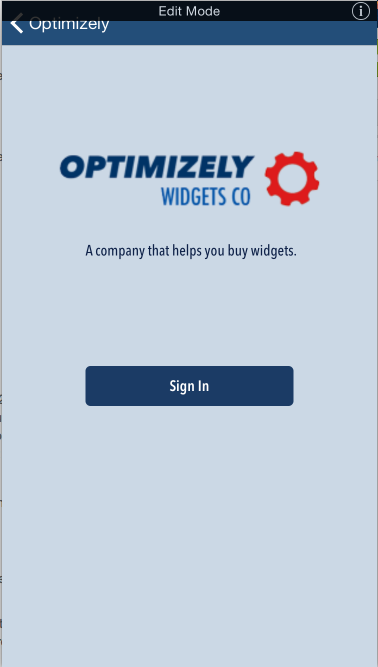 Edit Mode
Optimizely
OPTIMIZELY
WIDGETS CO
A company that helps you buy widgets.
Sign In